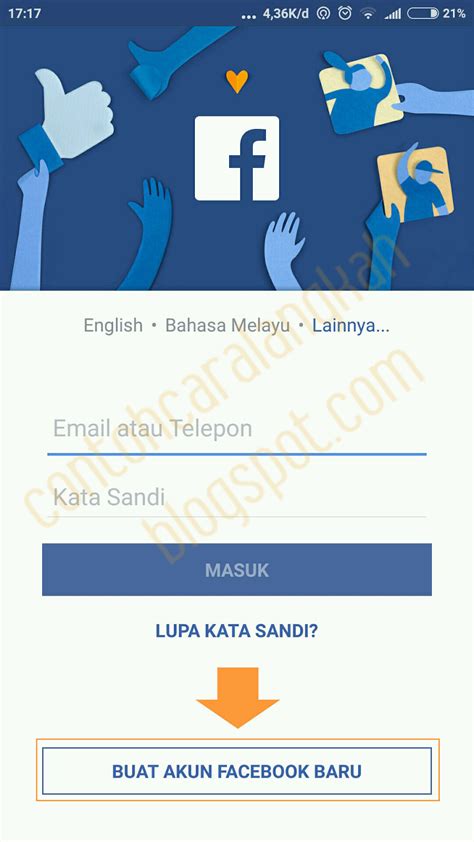 17:17 ... 4,36K/d 21%
f
English • Bahasa Melayu • Lainnya...
Email atau Telepon
Kata Sandi
contohcaralangkah
blogspot.com
MASUK
LUPA KATA SANDI?
BUAT AKUN FACEBOOK BARU